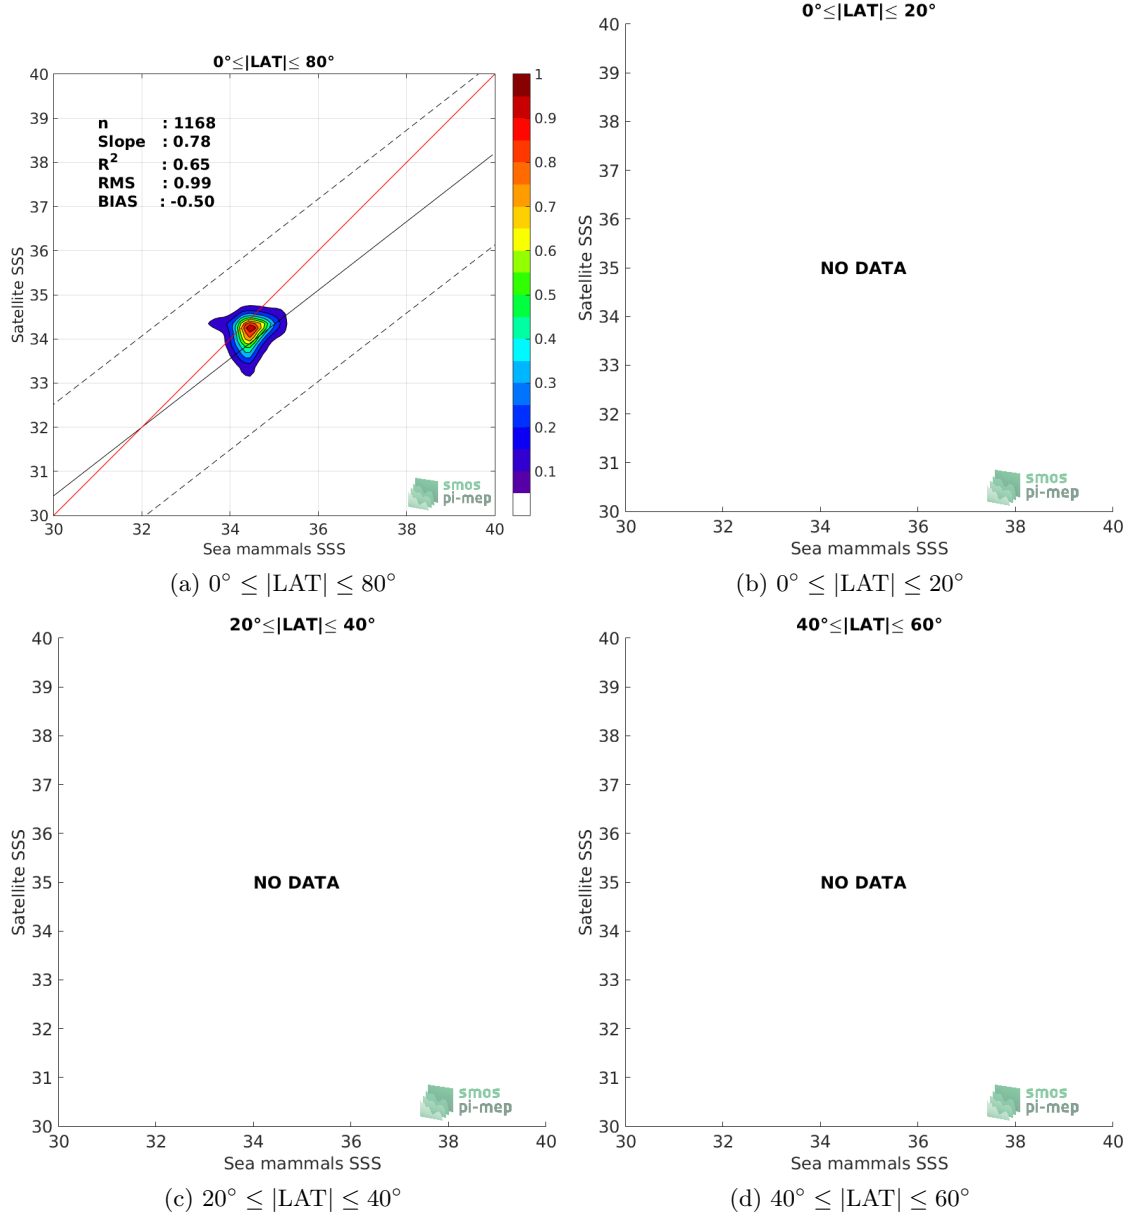 0°≤|LAT|≤ 80°
40
39
38
37
36
35
34
33
32
31
30
Satellite SSS
n : 1168
Slope : 0.78
R² : 0.65
RMS : 0.99
BIAS : -0.50
1
0.9
0.8
0.7
0.6
0.5
0.4
0.3
0.2
0.1
smos
pi-mep
30 32 34 36 38 40
Sea mammals SSS
(a) 0° ≤ |LAT| ≤ 80°
0°≤|LAT|≤ 20°
40
39
38
37
36
35
34
33
32
31
30
Satellite SSS
NO DATA
smos
pi-mep
30 32 34 36 38 40
Sea mammals SSS
(b) 0° ≤ |LAT| ≤ 20°
20°≤|LAT|≤ 40°
40
39
38
37
36
35
34
33
32
31
30
Satellite SSS
NO DATA
smos
pi-mep
30 32 34 36 38 40
Sea mammals SSS
(c) 20° ≤ |LAT| ≤ 40°
40°≤|LAT|≤ 60°
40
39
38
37
36
35
34
33
32
31
30
Satellite SSS
NO DATA
smos
pi-mep
30 32 34 36 38 40
Sea mammals SSS
(d) 40° ≤ |LAT| ≤ 60°